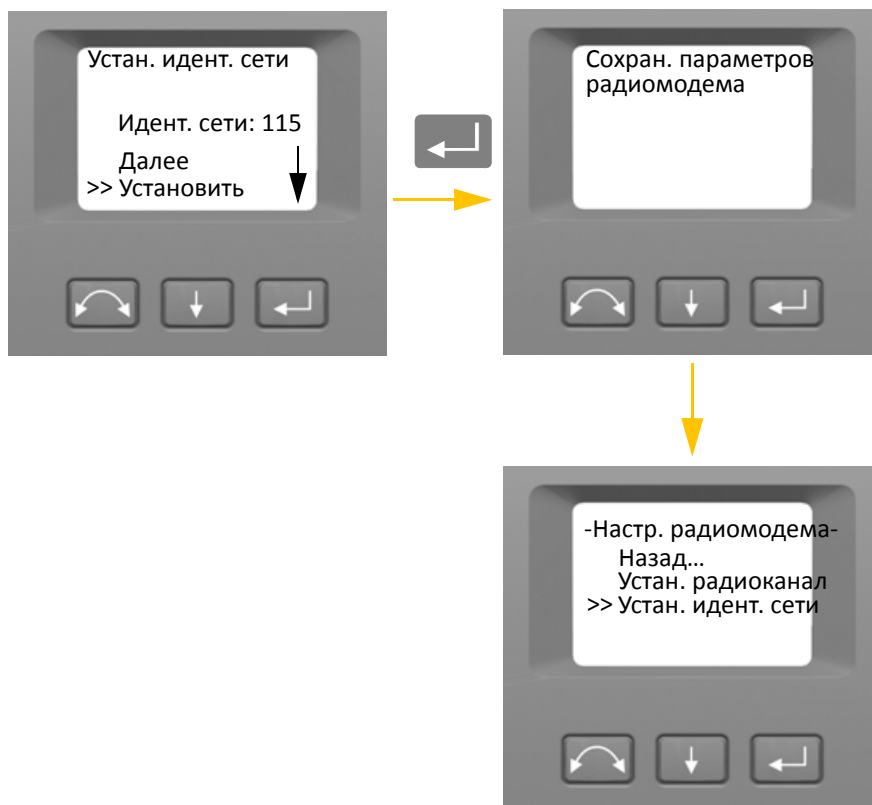 Устан. идент. сети
Идент. сети: 115
Далее
>> Установить
Сохран. параметров
радиомодема
-Настр. радиомодема-
Назад...
Устан. радиоканал
>> Устан. идент. сети